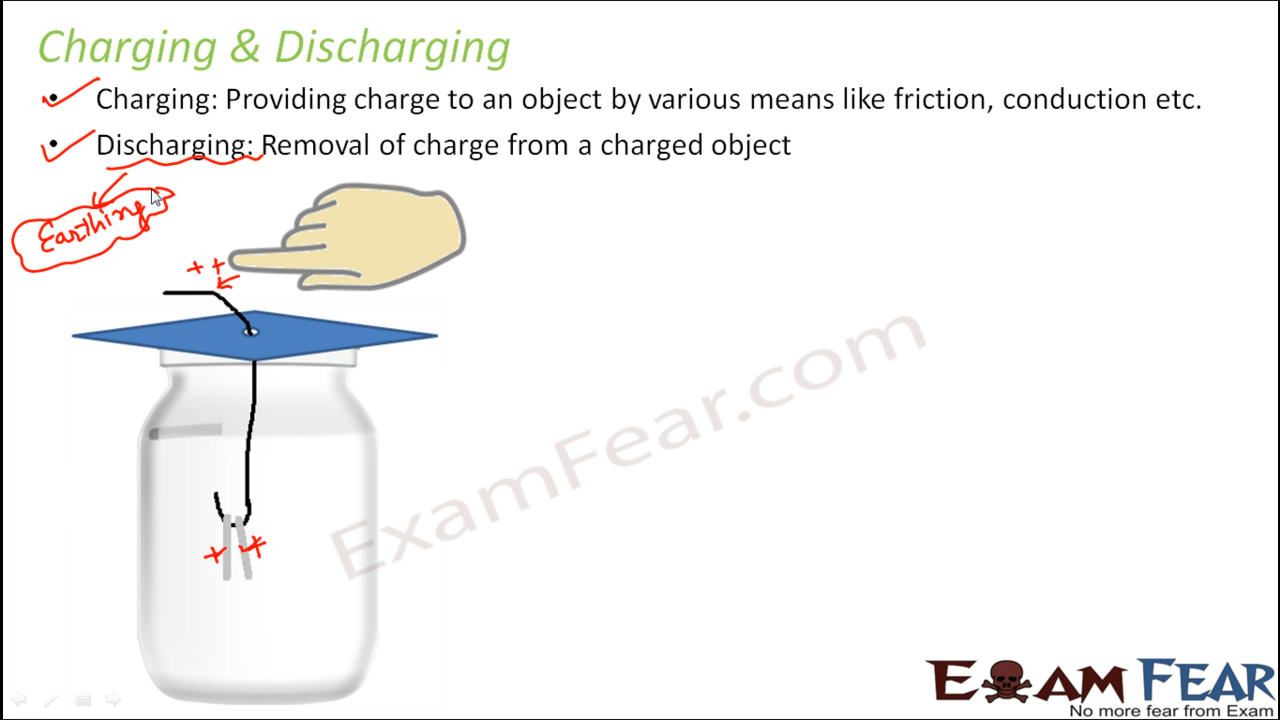 Charging & Discharging
• Charging: Providing charge to an object by various means like friction, conduction etc.
• Discharging: Removal of charge from a charged object
Earthing
++
+ +
ExamFear.com
EXAM FEAR
No more fear from Exam